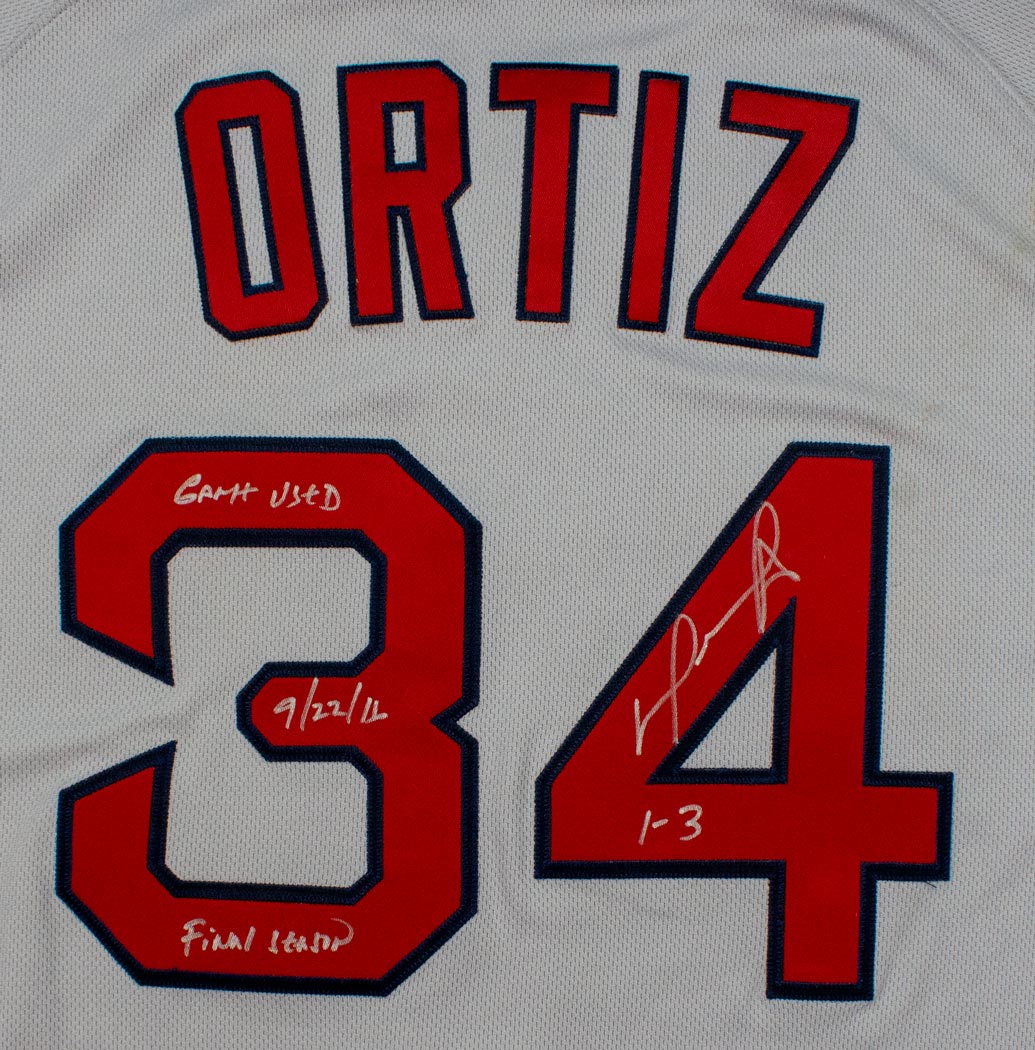 ORTIZ
34
GAME USED
9/22/16
1-3
Final season